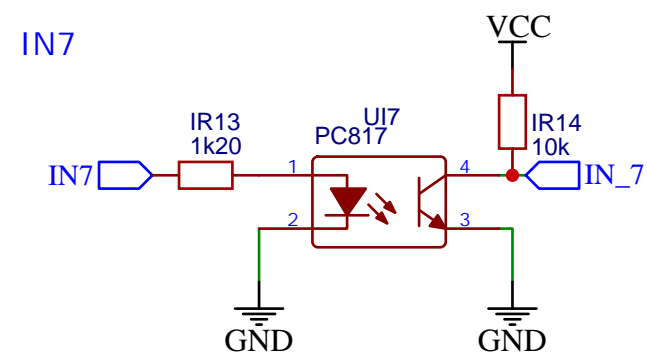 IN7
VCC
IR13
1k20
UI7
PC817
IR14
10k
IN7
1
4
IN_7
2
3
GND
GND